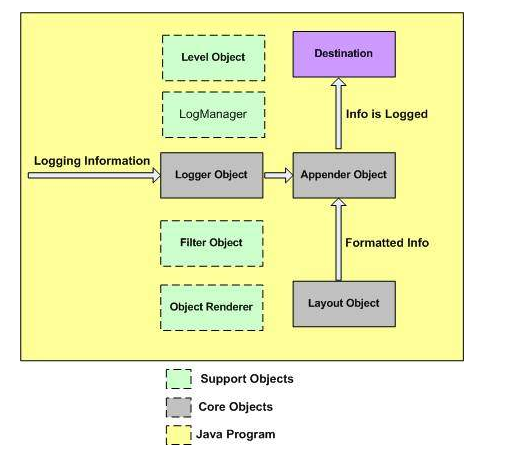 Level Object
Destination
LogManager
Info is Logged
Logging Information
Logger Object
Appender Object
Filter Object
Formatted Info
Object Renderer
Layout Object
Support Objects
Core Objects
Java Program